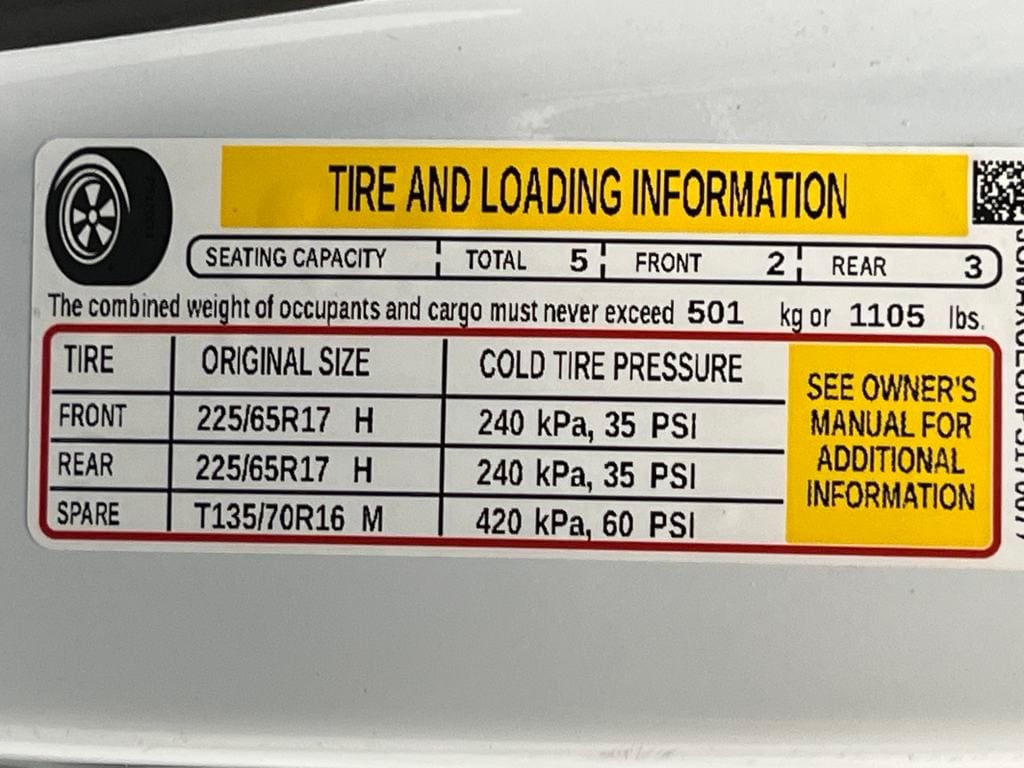 TIRE AND LOADING INFORMATION
SEATING CAPACITY TOTAL 5 FRONT 2 REAR 3
The combined weight of occupants and cargo must never exceed 501 kg or 1105 lbs.
TIRE ORIGINAL SIZE COLD TIRE PRESSURE
FRONT 225/65R17 H 240 kPa, 35 PSI
REAR 225/65R17 H 240 kPa, 35 PSI
SPARE T135/70R16 M 420 kPa, 60 PSI
SEE OWNER'S
MANUAL FOR
ADDITIONAL
INFORMATION